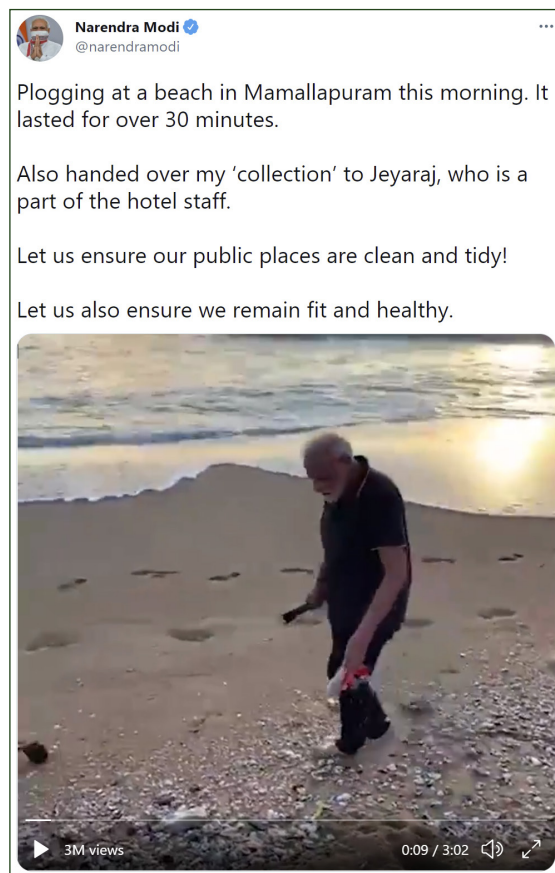 Narendra Modi
@narendramodi
Plogging at a beach in Mamallapuram this morning. It
lasted for over 30 minutes.
Also handed over my ‘collection’ to Jeyaraj, who is a
part of the hotel staff.
Let us ensure our public places are clean and tidy!
Let us also ensure we remain fit and healthy.
3M views
0:09 / 3:02